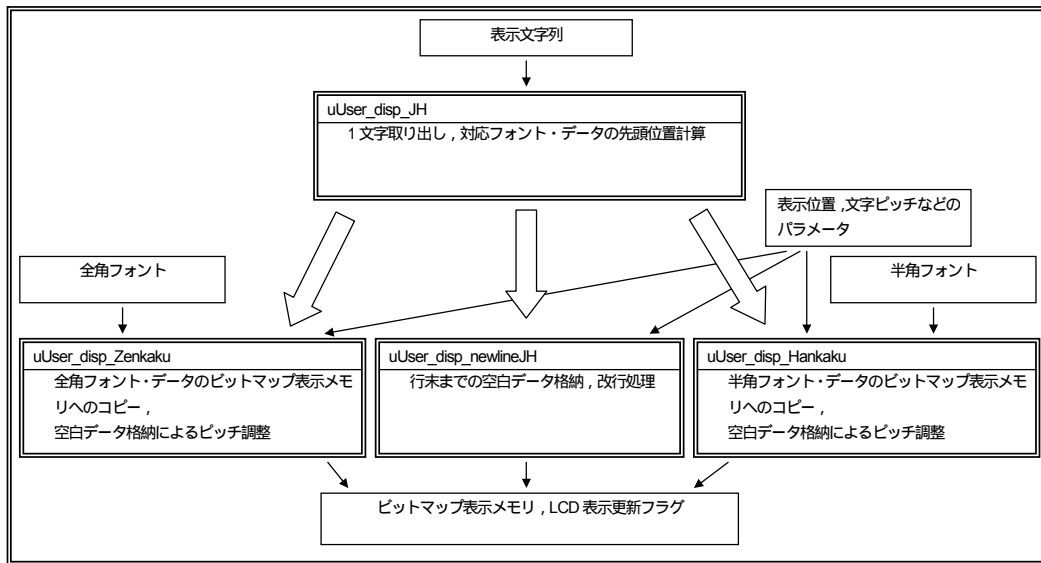 表示文字列
uUser_disp_JH
1文字取り出し，対応フォント・データの先頭位置計算
表示位置，文字ピッチなどの
パラメータ
全角フォント
半角フォント
uUser_disp_Zenkaku
全角フォント・データのビットマップ表示メモ
リへのコピー，
空白データ格納によるピッチ調整
uUser_disp_newlineJH
行末までの空白データ格納，改行処理
uUser_disp_Hankaku
半角フォント・データのビットマップ表示メモ
リへのコピー，
空白データ格納によるピッチ調整
ビットマップ表示メモリ，LCD 表示更新フラグ